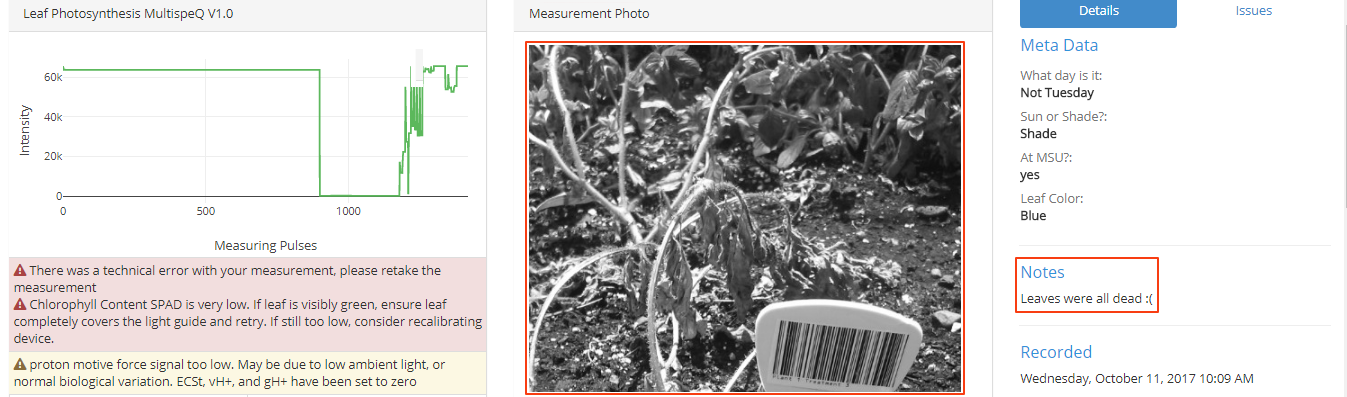 Leaf Photosynthesis MultispeQ V1.0
60k
40k
20k
0
Intensity
0
500
1000
Measuring Pulses
There was a technical error with your measurement, please retake the
measurement
Chlorophyll Content SPAD is very low. If leaf is visibly green, ensure leaf
completely covers the light guide and retry. If still too low, consider recalibrating
device.
proton motive force signal too low. May be due to low ambient light, or
normal biological variation. ECSt, vH+, and gH+ have been set to zero
Measurement Photo
Plant 1 Treatment 2
Details
Issues
Meta Data
What day is it:
Not Tuesday
Sun or Shade?:
Shade
At MSU?:
yes
Leaf Color:
Blue
Notes
Leaves were all dead :(
Recorded
Wednesday, October 11, 2017 10:09 AM